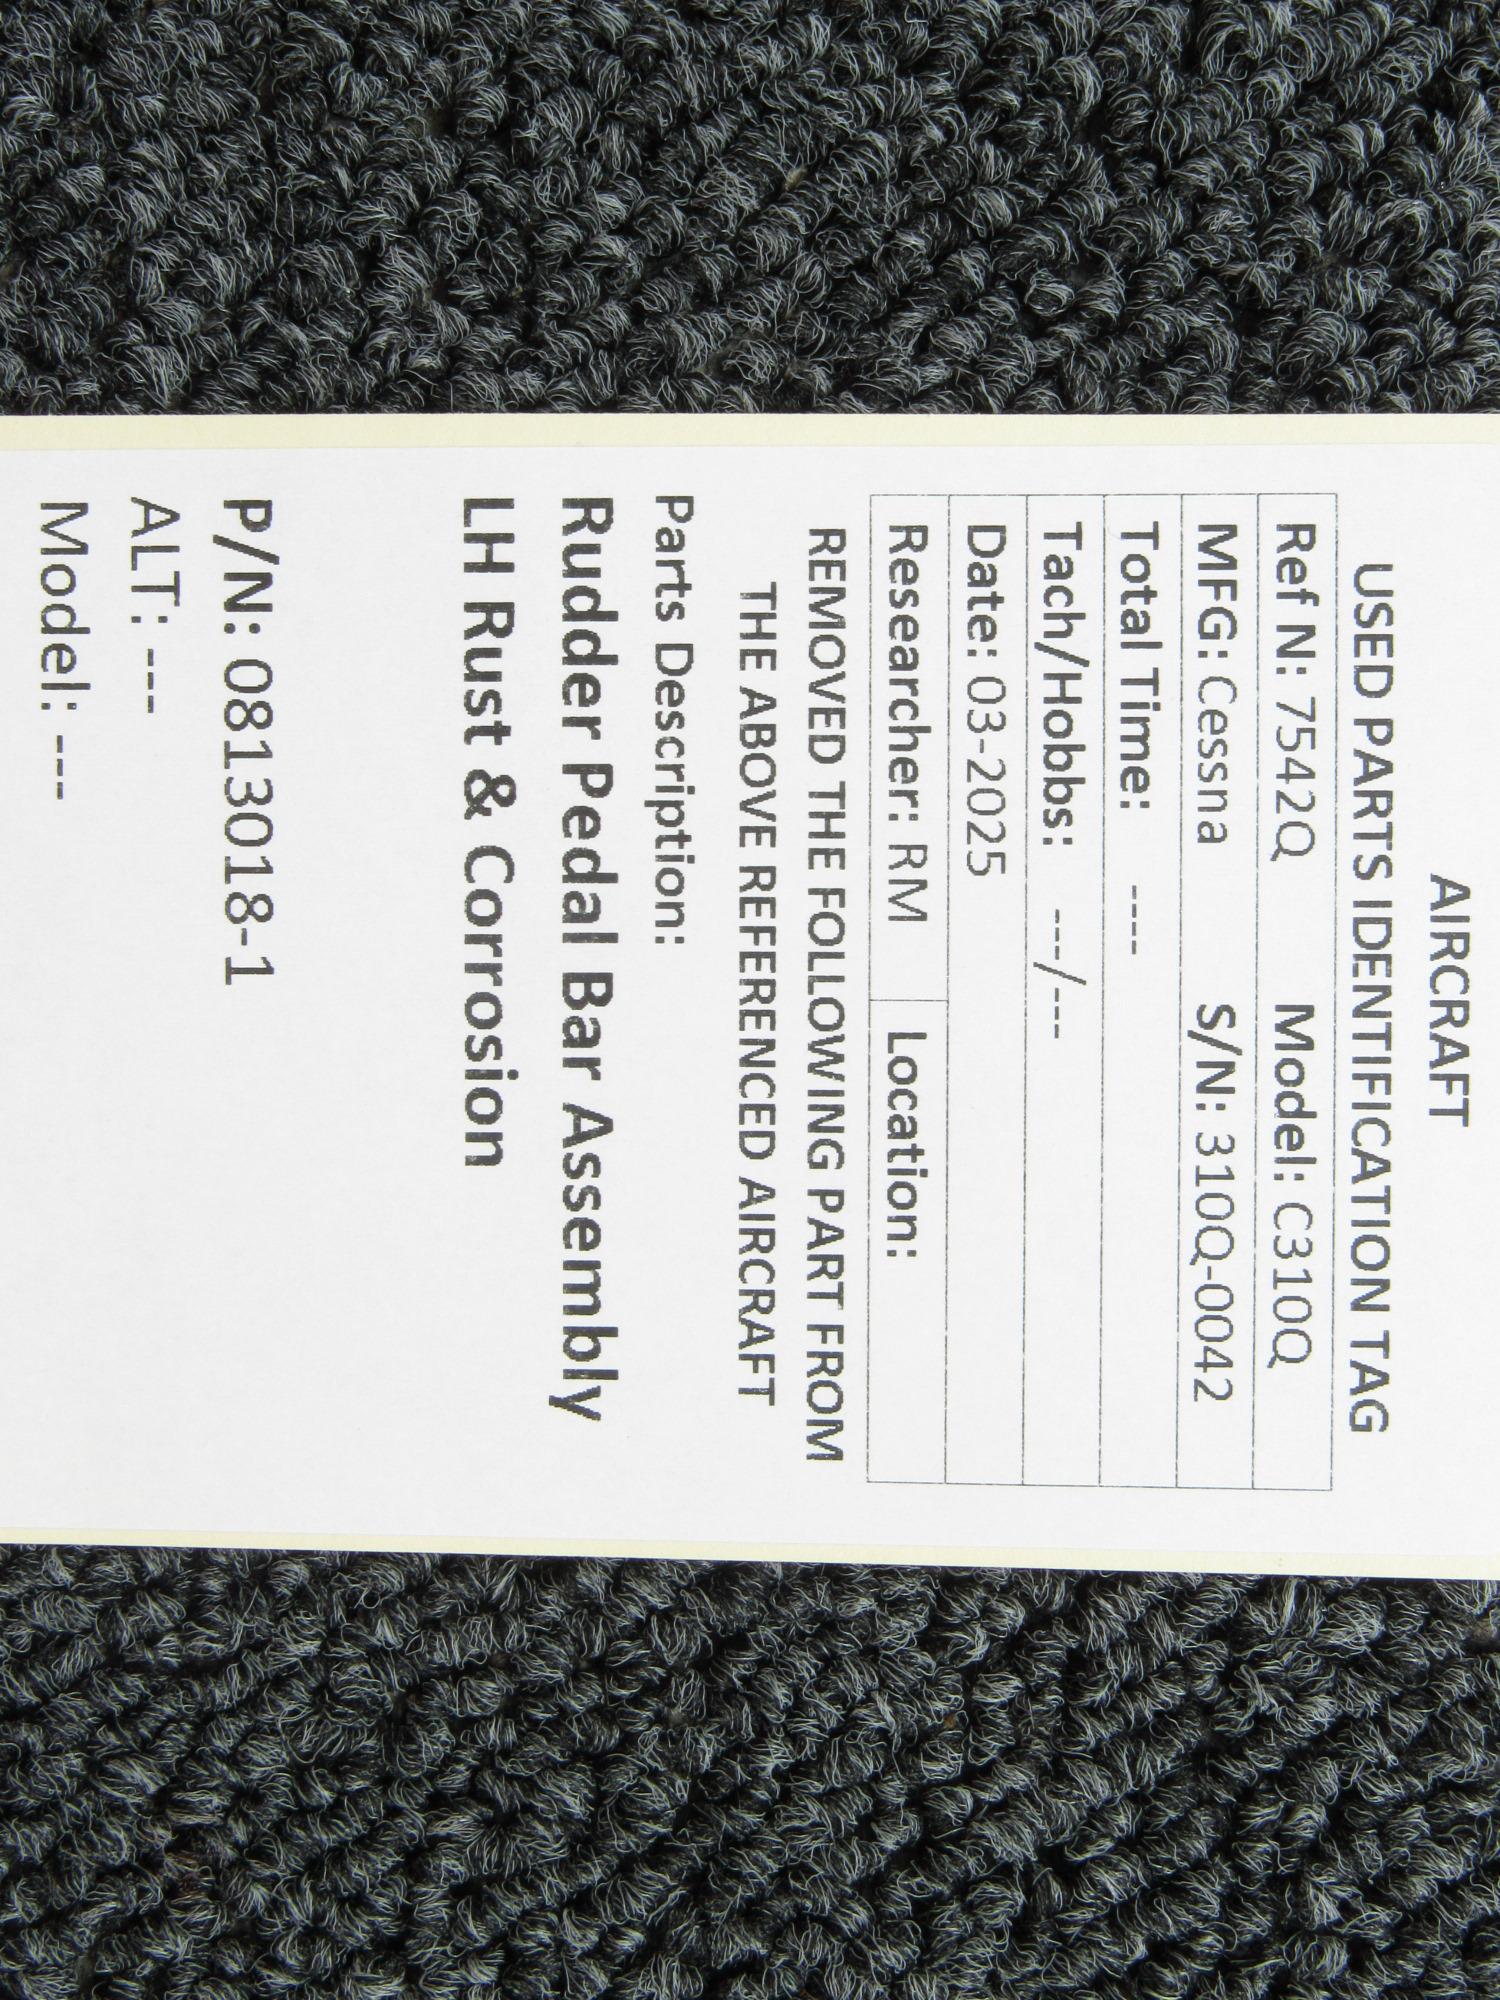 AIRCRAFT
USED PARTS IDENTIFICATION TAG
Ref N: 7542Q Model: C310Q
MFG: Cessna S/N: 310Q-0042
Total Time: ----
Tach/Hobbs: ---/---
Date: 03-2025
Researcher: RM Location:
REMOVED THE FOLLOWING PART FROM
THE ABOVE REFERENCED AIRCRAFT
Parts Description:
Rudder Pedal Bar Assembly
LH Rust & Corrosion
P/N: 0813018-1
ALT: ---
Model: ---